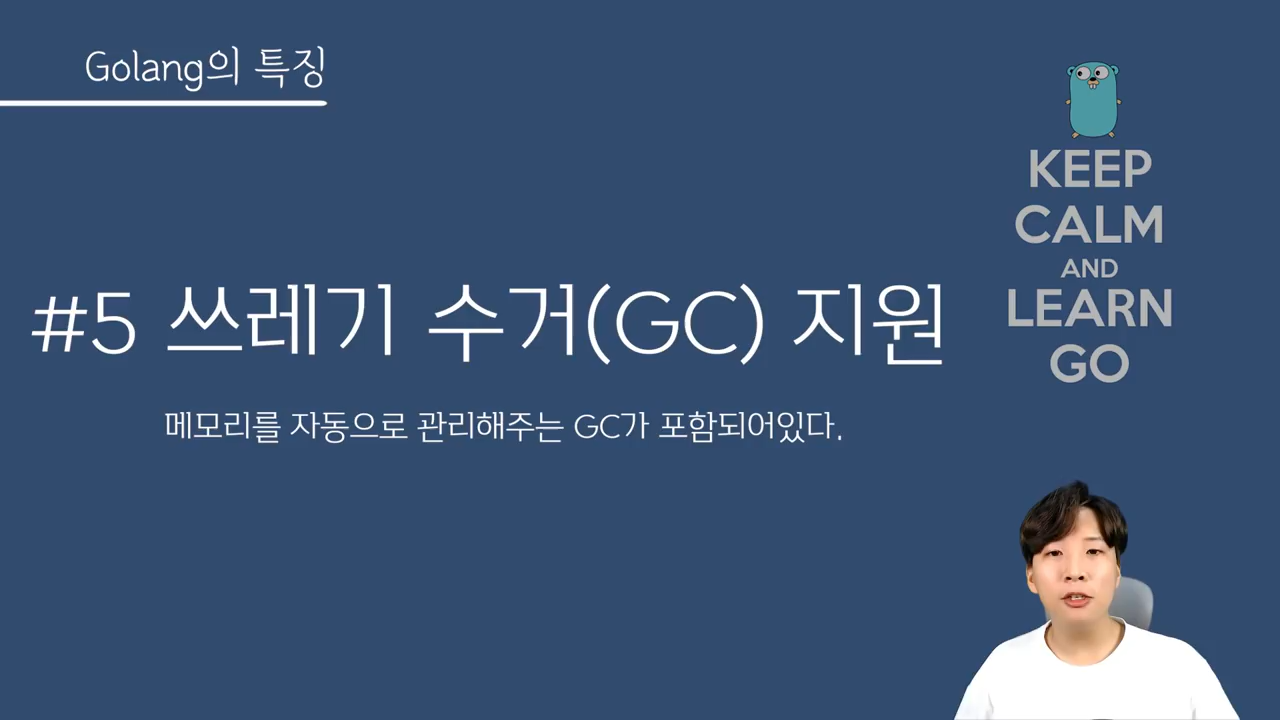 Golang의 특징
#5 쓰레기 수거(GC) 지원
메모리를 자동으로 관리해주는 GC가 포함되어있다.
KEEP
CALM
AND
LEARN
GO